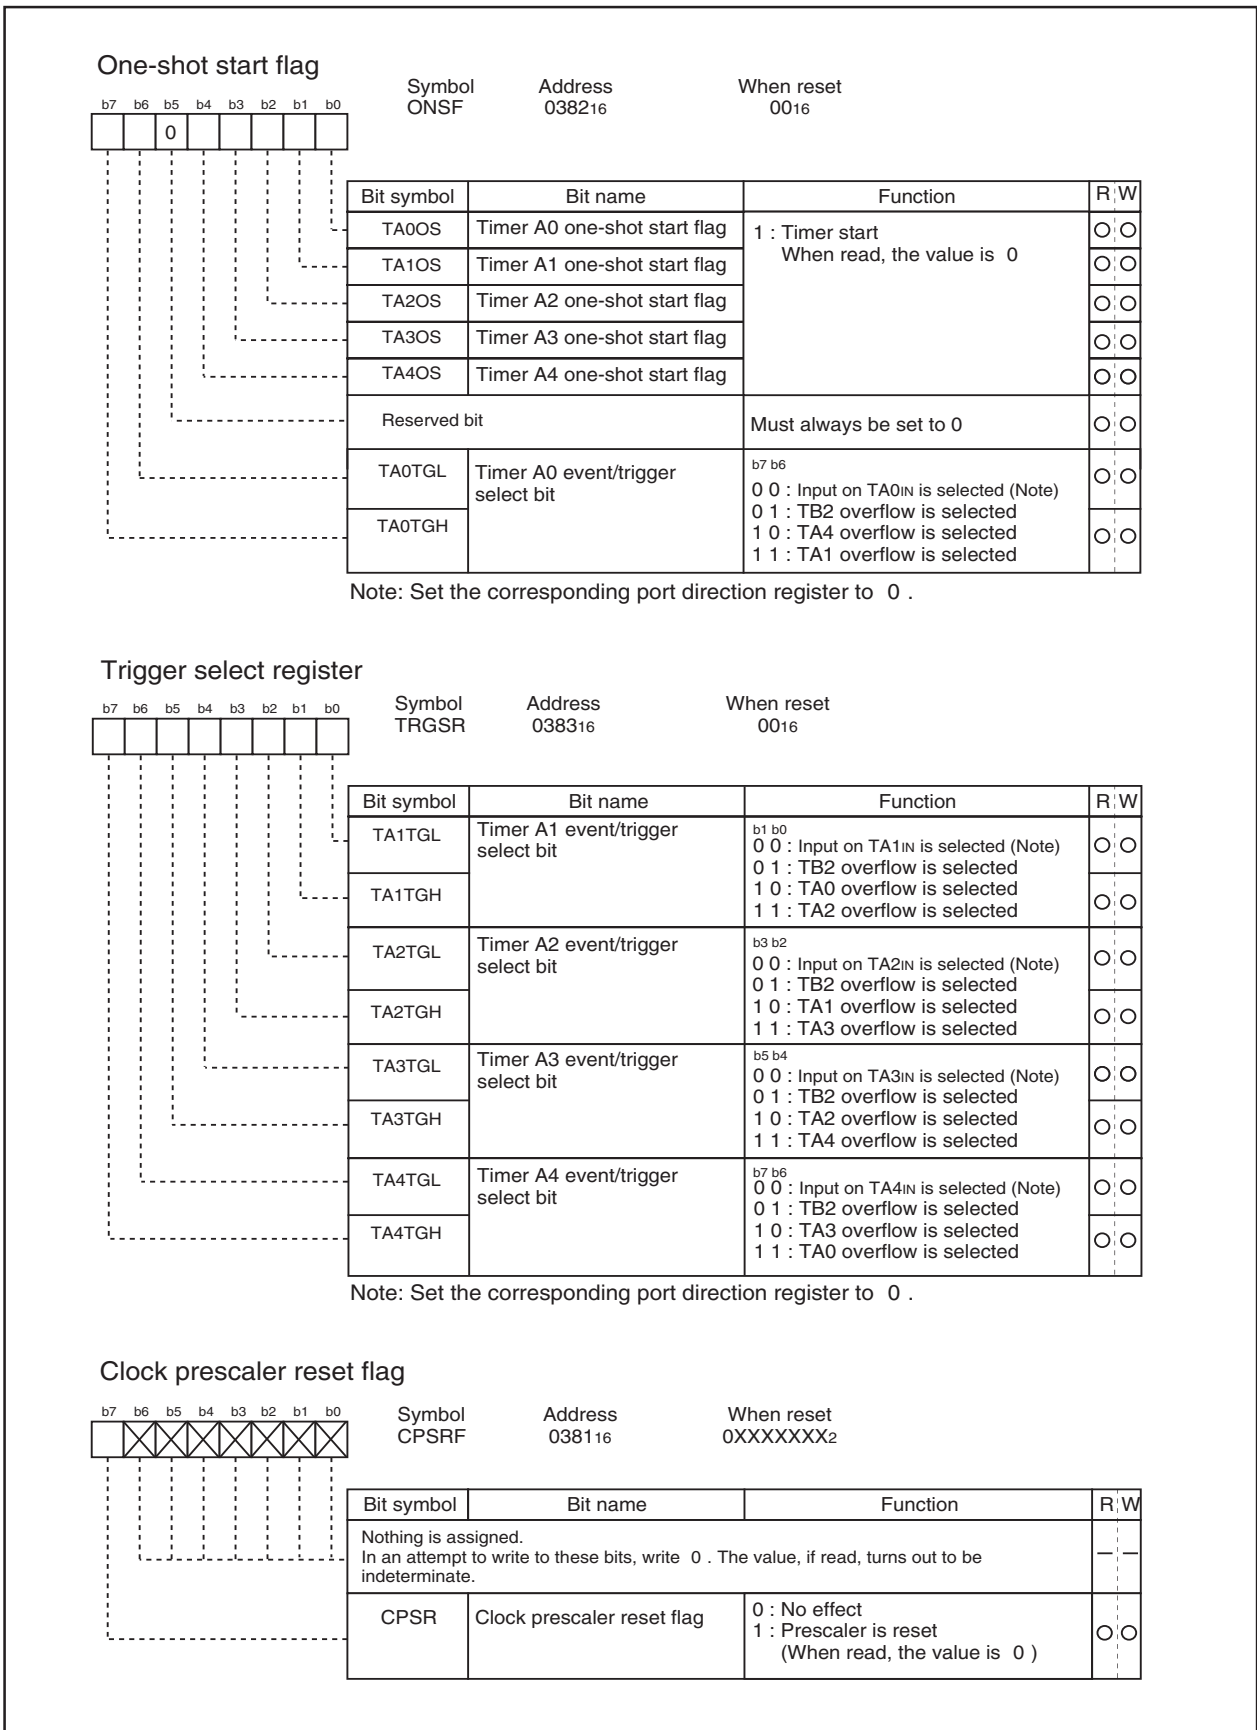 One-shot start flag
Symbol Address When reset
ONSF 038216 0016
b7 b6 b5 b4 b3 b2 b1 b0
0
Bit symbol Bit name Function R W
TA0OS Timer A0 one-shot start flag 1 : Timer start
When read, the value is 0
TA1OS Timer A1 one-shot start flag
TA2OS Timer A2 one-shot start flag
TA3OS Timer A3 one-shot start flag
TA4OS Timer A4 one-shot start flag
Reserved bit Must always be set to 0
TA0TGL Timer A0 event/trigger
select bit
b7 b6
0 0 : Input on TA0IN is selected (Note)
0 1 : TB2 overflow is selected
TA0TGH 1 0 : TA4 overflow is selected
1 1 : TA1 overflow is selected
Note: Set the corresponding port direction register to 0 .
Trigger select register
Symbol Address When reset
TRGSR 038316 0016
b7 b6 b5 b4 b3 b2 b1 b0
Bit symbol Bit name Function R W
TA1TGL Timer A1 event/trigger
select bit
b1 b0
0 0 : Input on TA1IN is selected (Note)
0 1 : TB2 overflow is selected
TA1TGH 1 0 : TA0 overflow is selected
1 1 : TA2 overflow is selected
TA2TGL Timer A2 event/trigger
select bit
b3 b2
0 0 : Input on TA2IN is selected (Note)
0 1 : TB2 overflow is selected
TA2TGH 1 0 : TA1 overflow is selected
1 1 : TA3 overflow is selected
TA3TGL Timer A3 event/trigger
select bit
b5 b4
0 0 : Input on TA3IN is selected (Note)
0 1 : TB2 overflow is selected
TA3TGH 1 0 : TA2 overflow is selected
1 1 : TA4 overflow is selected
TA4TGL Timer A4 event/trigger
select bit
b7 b6
0 0 : Input on TA4IN is selected (Note)
0 1 : TB2 overflow is selected
TA4TGH 1 0 : TA3 overflow is selected
1 1 : TA0 overflow is selected
Note: Set the corresponding port direction register to 0 .
Clock prescaler reset flag
Symbol Address When reset
CPSRF 038116 0XXXXXXX2
b7 b6 b5 b4 b3 b2 b1 b0
Bit symbol Bit name Function R W
Nothing is assigned.
In an attempt to write to these bits, write 0 . The value, if read, turns out to be
indeterminate.
CPSR Clock prescaler reset flag 0 : No effect
1 : Prescaler is reset
(When read, the value is 0 )